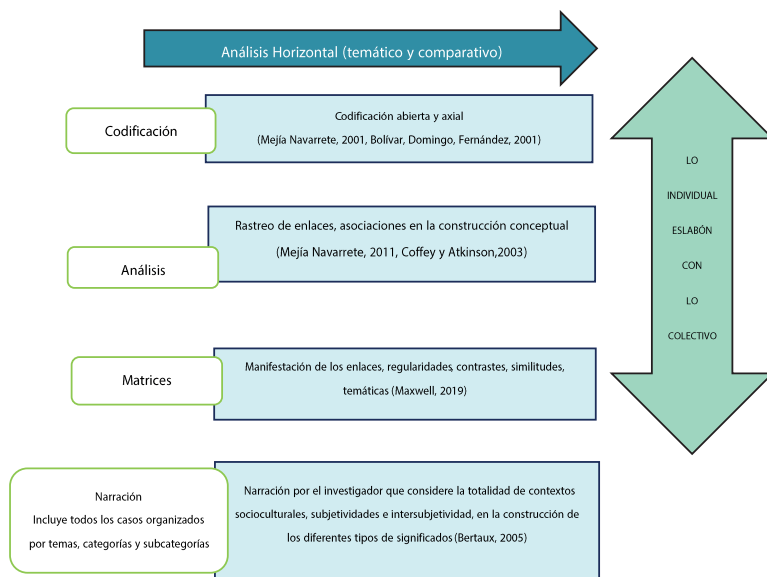 Análisis Horizontal (temático y comparativo)
Codificación
Codificación abierta y axial
(Mejía Navarrete, 2001, Bolívar, Domingo, Fernández, 2001)
Análisis
Rastreo de enlaces, asociaciones en la construcción conceptual
(Mejía Navarrete, 2011, Coffey y Atkinson,2003)
Matrices
Manifestación de los enlaces, regularidades, contrastes, similitudes,
temáticas (Maxwell, 2019)
Narración
Incluye todos los casos organizados
por temas, categorías y subcategorías
Narración por el investigador que considere la totalidad de contextos
socioculturales, subjetividades e intersubjetividad, en la construcción de
los diferentes tipos de significados (Bertaux, 2005)
LO
INDIVIDUAL
ESLABÓN
CON
LO
COLECTIVO